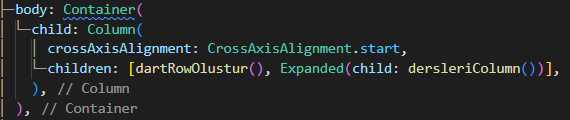 body: Container(
child: Column(
crossAxisAlignment: CrossAxisAlignment.start,
children: [dartRowOlustur(), Expanded(child: dersleriColumn())],
), // Column
), // Container